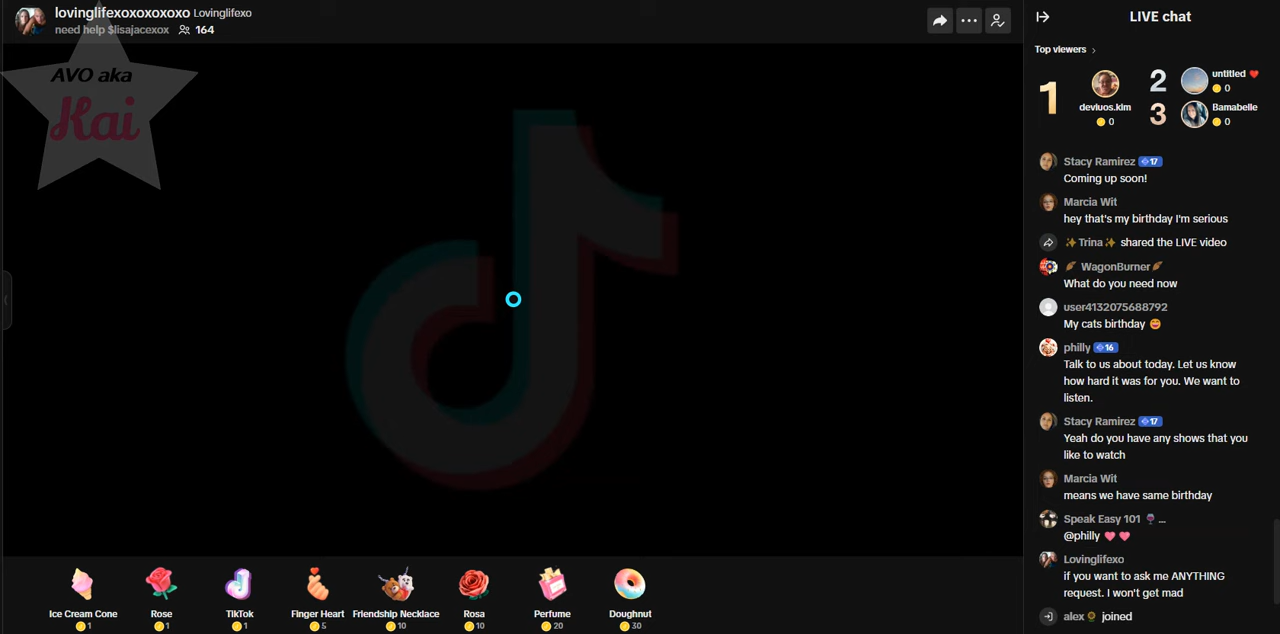 lovinglifexoxoxoxoxo Lovinglifexo
need help $lisajacexox 164
AVO aka
Kai
LIVE chat
Top viewers
1
deviuos.kim
0
2
untitled ❤️
0
3
Bamabelle
0
Stacy Ramirez 17
Coming up soon!
Marcia Wit
hey that's my birthday I'm serious
✨Trina✨ shared the LIVE video
🪶 WagonBurner🪶
What do you need now
user4132075688792
My cats birthday 😍
philly 16
Talk to us about today. Let us know
how hard it was for you. We want to
listen.
Stacy Ramirez 17
Yeah do you have any shows that you
like to watch
Marcia Wit
means we have same birthday
Speak Easy 101 🍷...
@philly 💗💗
Lovinglifexo
if you want to ask me ANYTHING
request. I won't get mad
alex🌻 joined
Ice Cream Cone
1
Rose
1
TikTok
1
Finger Heart
5
Friendship Necklace
10
Rosa
10
Perfume
20
Doughnut
30